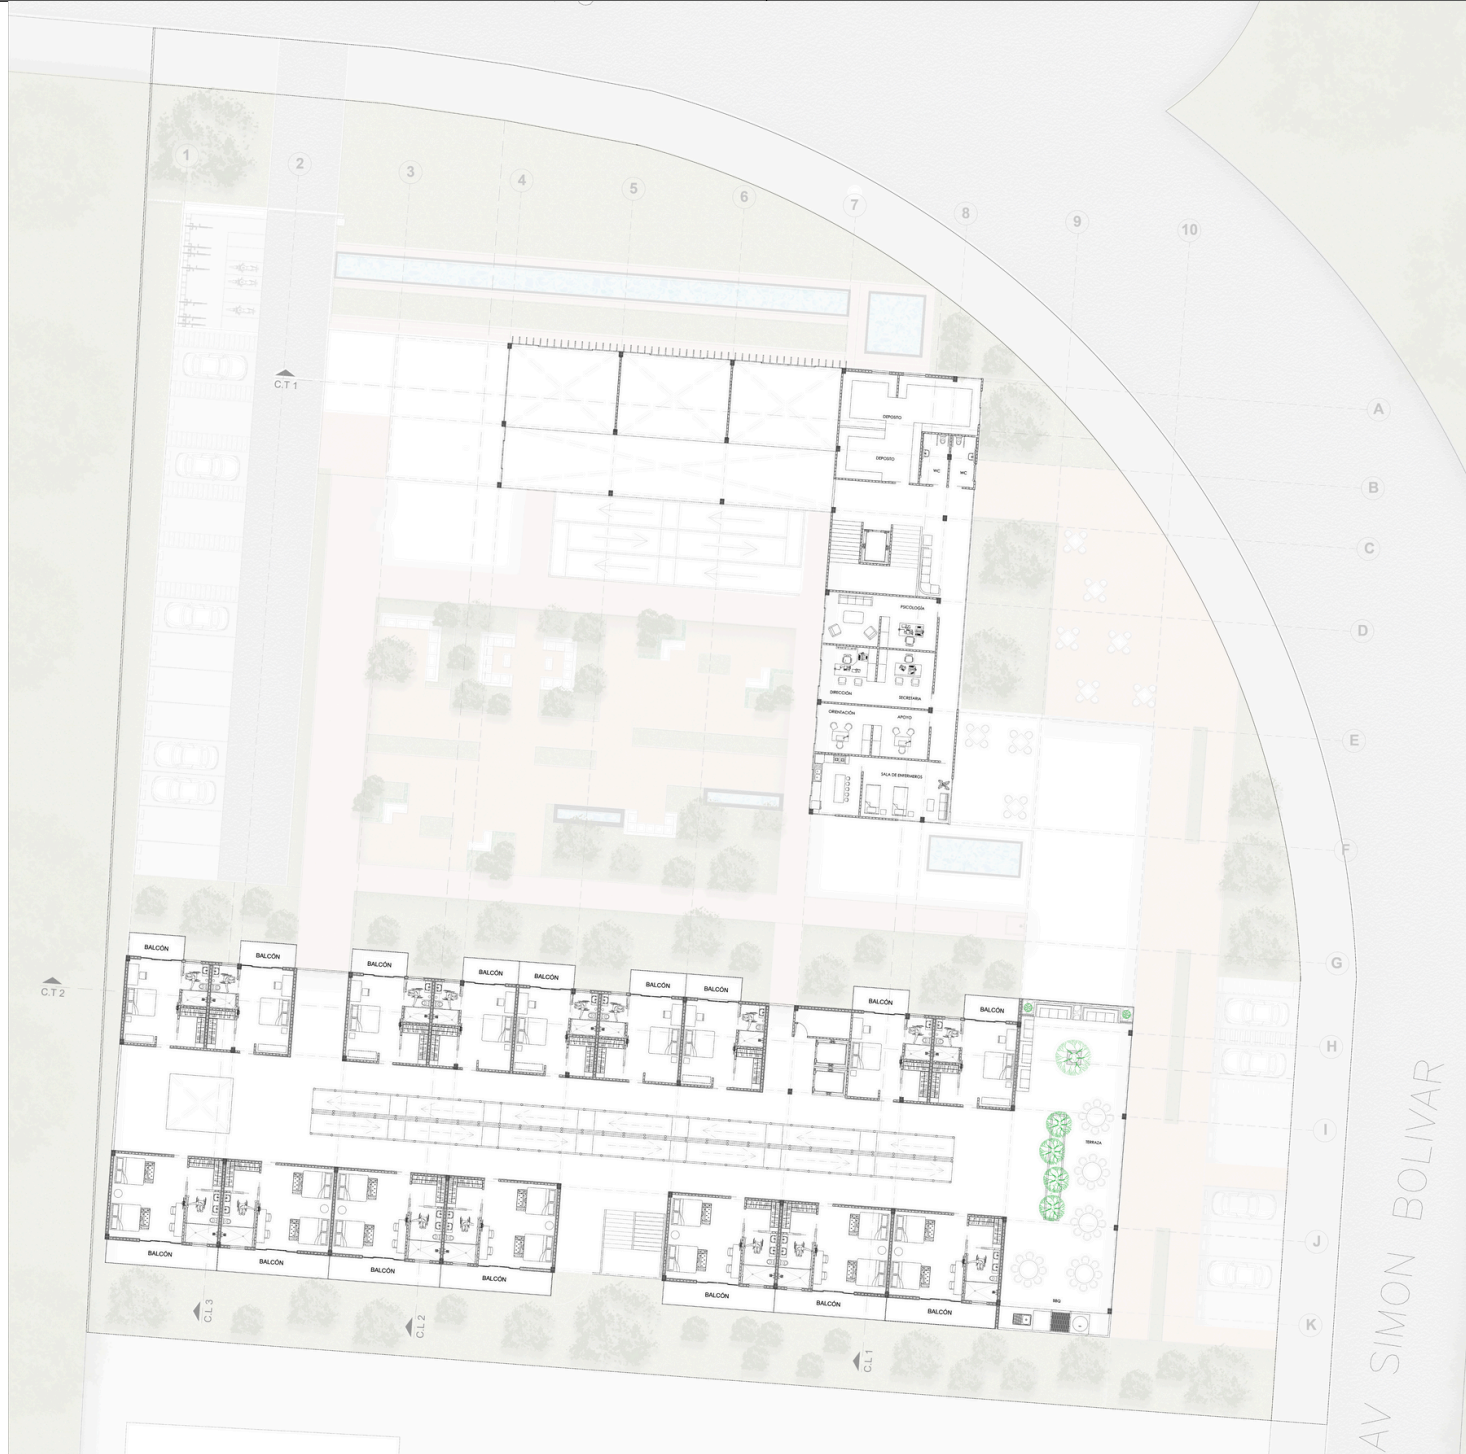 1
2
3
4
5
6
7
8
9
10
C.T 1
A
DEPOSITO
DEPOSITO
WC
WC
B
C
PSICOLOGÍA
D
DIRECCIÓN
SECRETARIA
ORIENTACIÓN
APOYO
E
SALA DE ENFERMEROS
F
BALCÓN
BALCÓN
BALCÓN
BALCÓN
BALCÓN
BALCÓN
BALCÓN
BALCÓN
BALCÓN
G
C.T 2
H
I
TERRAZA
J
BALCÓN
BALCÓN
BALCÓN
BALCÓN
BALCÓN
BALCÓN
BALCÓN
BBQ
K
C.L 3
C.L 2
C.L 1
AV SIMON BOLIVAR